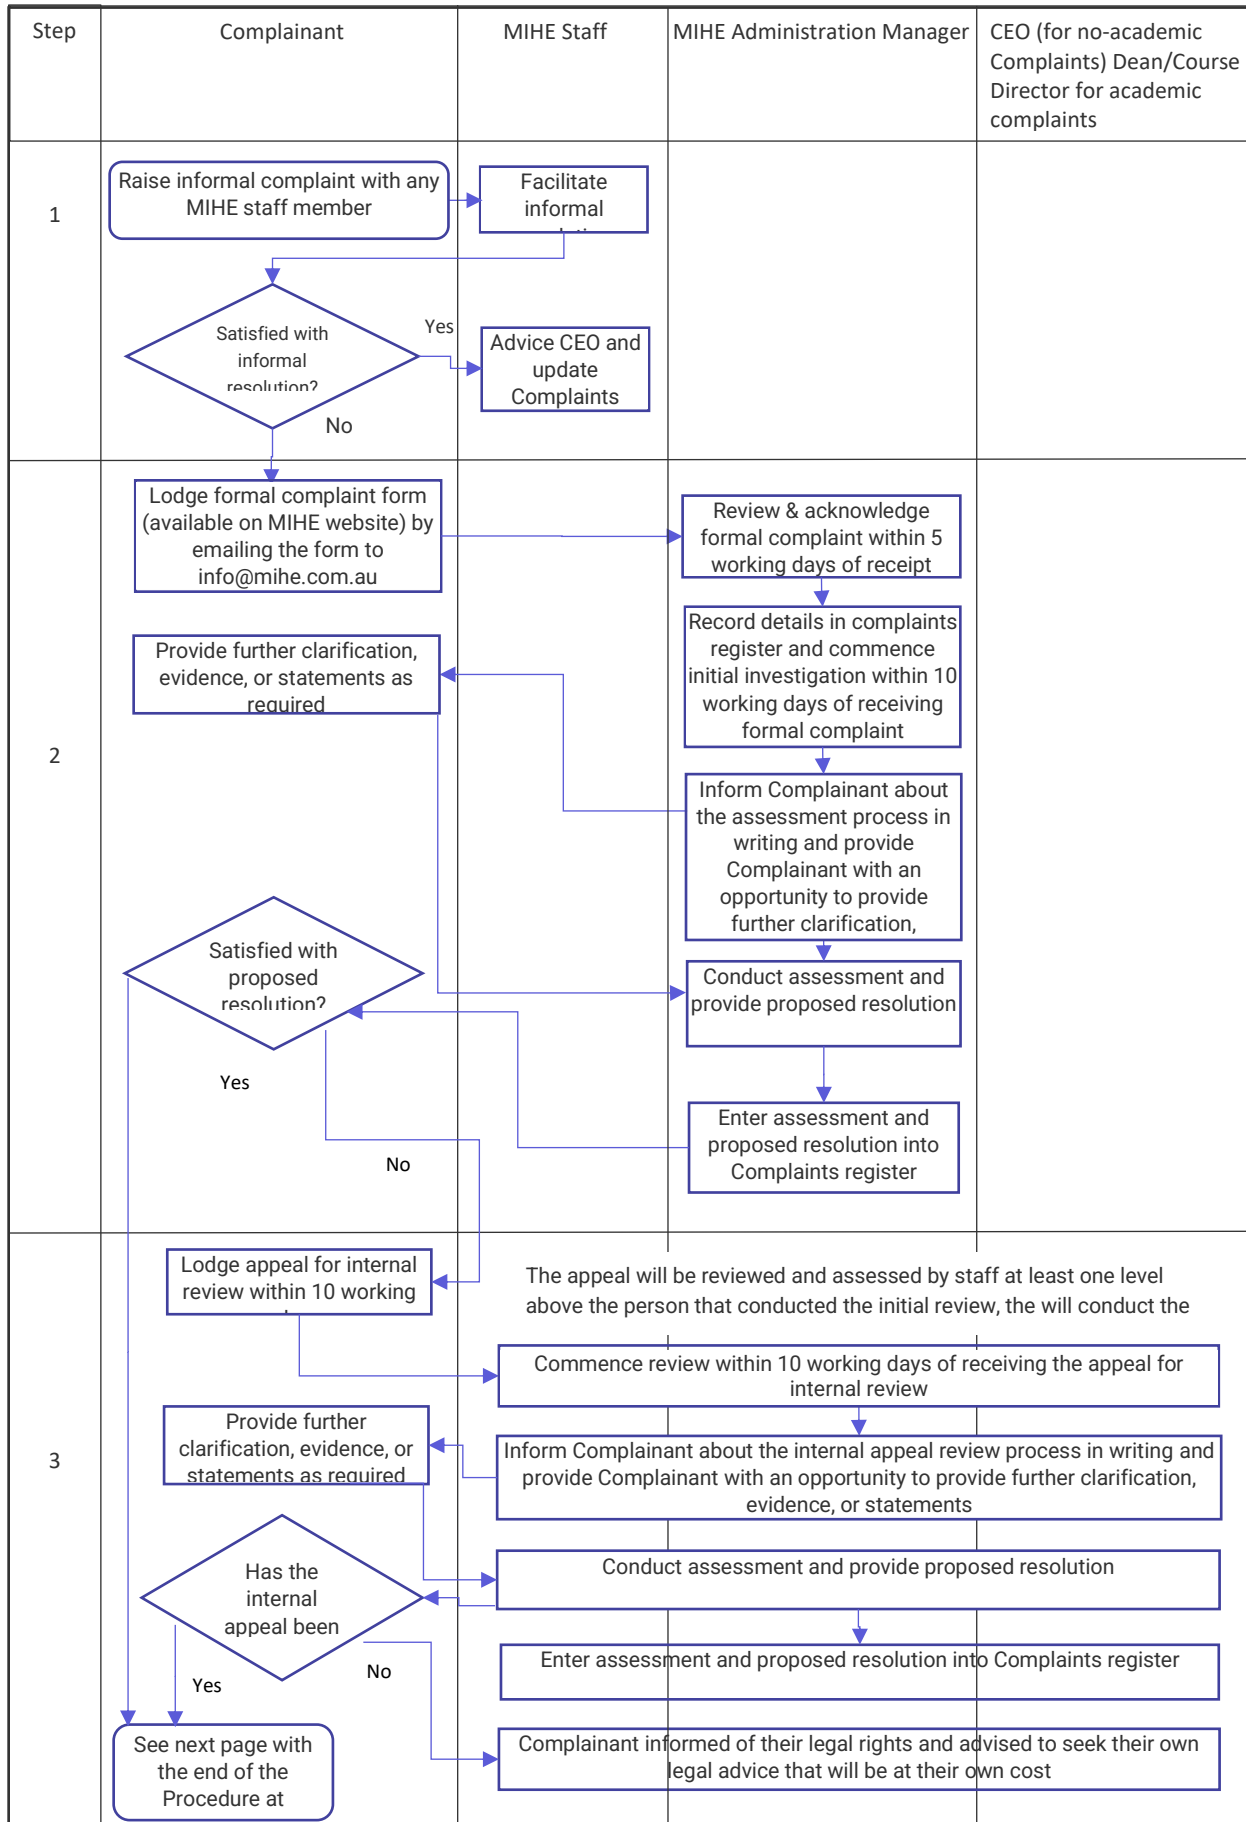 Step
Complainant
MIHE Staff
MIHE Administration Manager
CEO (for no-academic
Complaints) Dean/Course
Director for academic
complaints
1
Raise informal complaint with any
MIHE staff member
Facilitate
informal
Satisfied with
informal
resolution?
Yes
Advice CEO and
update
Complaints
No
2
Lodge formal complaint form
(available on MIHE website) by
emailing the form to
info@mihe.com.au
Review & acknowledge
formal complaint within 5
working days of receipt
Record details in complaints
register and commence
initial investigation within 10
working days of receiving
formal complaint
Provide further clarification,
evidence, or statements as
required
Inform Complainant about
the assessment process in
writing and provide
Complainant with an
opportunity to provide
further clarification,
Satisfied with
proposed
resolution?
Conduct assessment and
provide proposed resolution
Yes
No
Enter assessment and
proposed resolution into
Complaints register
3
Lodge appeal for internal
review within 10 working
The appeal will be reviewed and assessed by staff at least one level
above the person that conducted the initial review, the will conduct the
Commence review within 10 working days of receiving the appeal for
internal review
Provide further
clarification, evidence, or
statements as required
Inform Complainant about the internal appeal review process in writing and
provide Complainant with an opportunity to provide further clarification,
evidence, or statements
Has the
internal
appeal been
Conduct assessment and provide proposed resolution
Enter assessment and proposed resolution into Complaints register
Yes
No
See next page with
the end of the
Procedure at
Complainant informed of their legal rights and advised to seek their own
legal advice that will be at their own cost